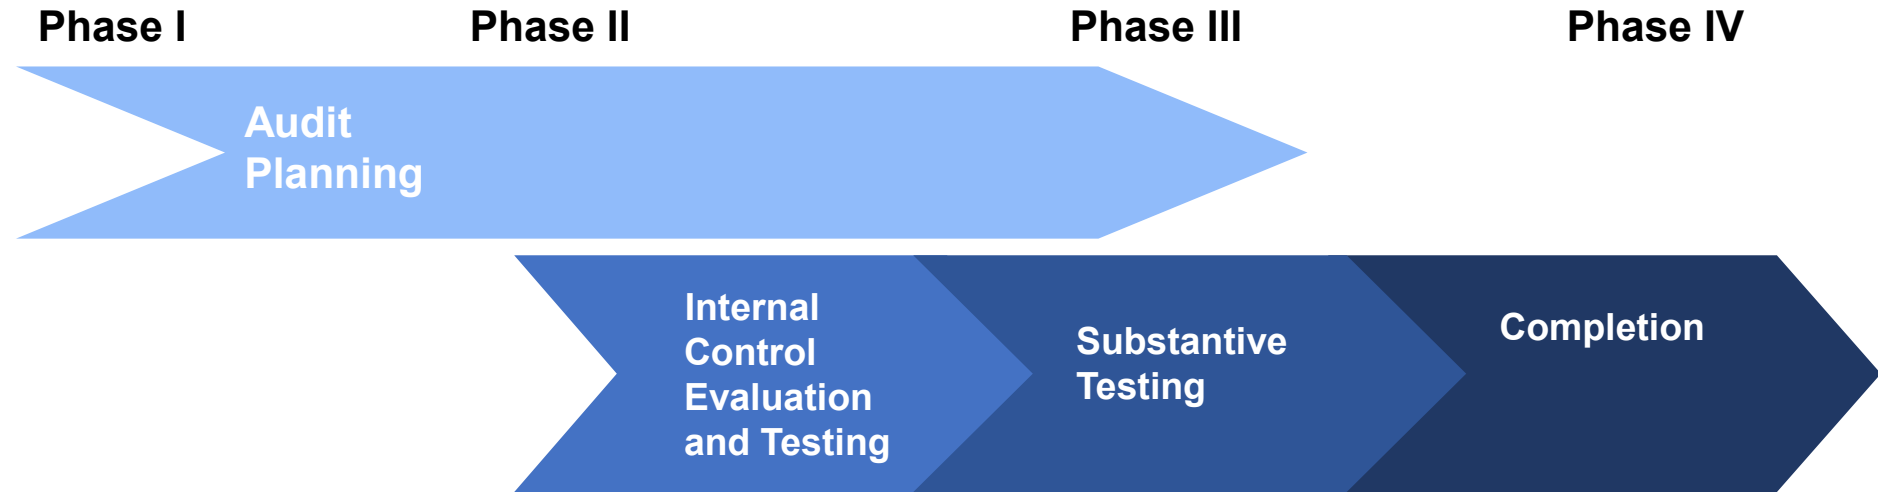 Phase I
Phase II
Phase III
Phase IV
Audit
Planning
Internal
Control
Evaluation
and Testing
Substantive
Testing
Completion